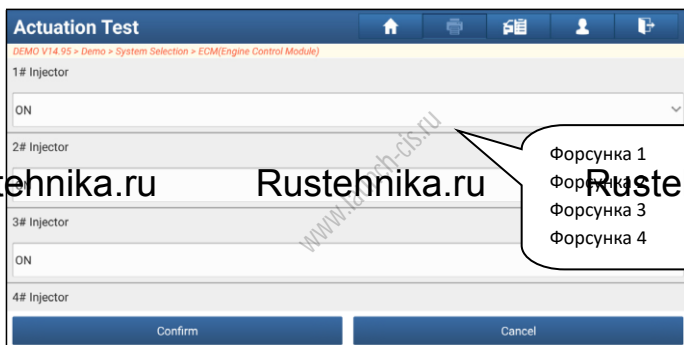 Actuation Test
DEMO V14.95 > Demo > System Selection > ECM(Engine Control Module)
1# Injector
ON
www.launch-cis.ru
2# Injector
Форсунка 1
Форсунка 2
Форсунка 3
Форсунка 4
tehnika.ru Rustehnika.ru Ruste
3# Injector
ON
4# Injector
Confirm Cancel